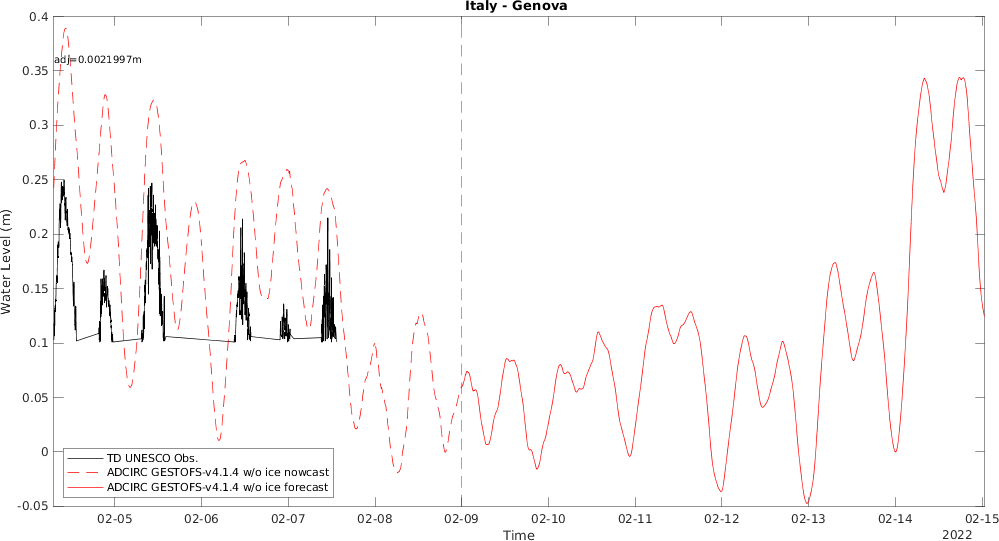 Italy - Genova
adj=0.0021997m
Water Level (m)
0.4
0.35
0.3
0.25
0.2
0.15
0.1
0.05
0
-0.05
TD UNESCO Obs.
ADCIRC GESTOFS-v4.1.4 w/o ice nowcast
ADCIRC GESTOFS-v4.1.4 w/o ice forecast
02-05 02-06 02-07 02-08 02-09 02-10 02-11 02-12 02-13 02-14 02-15
Time
2022